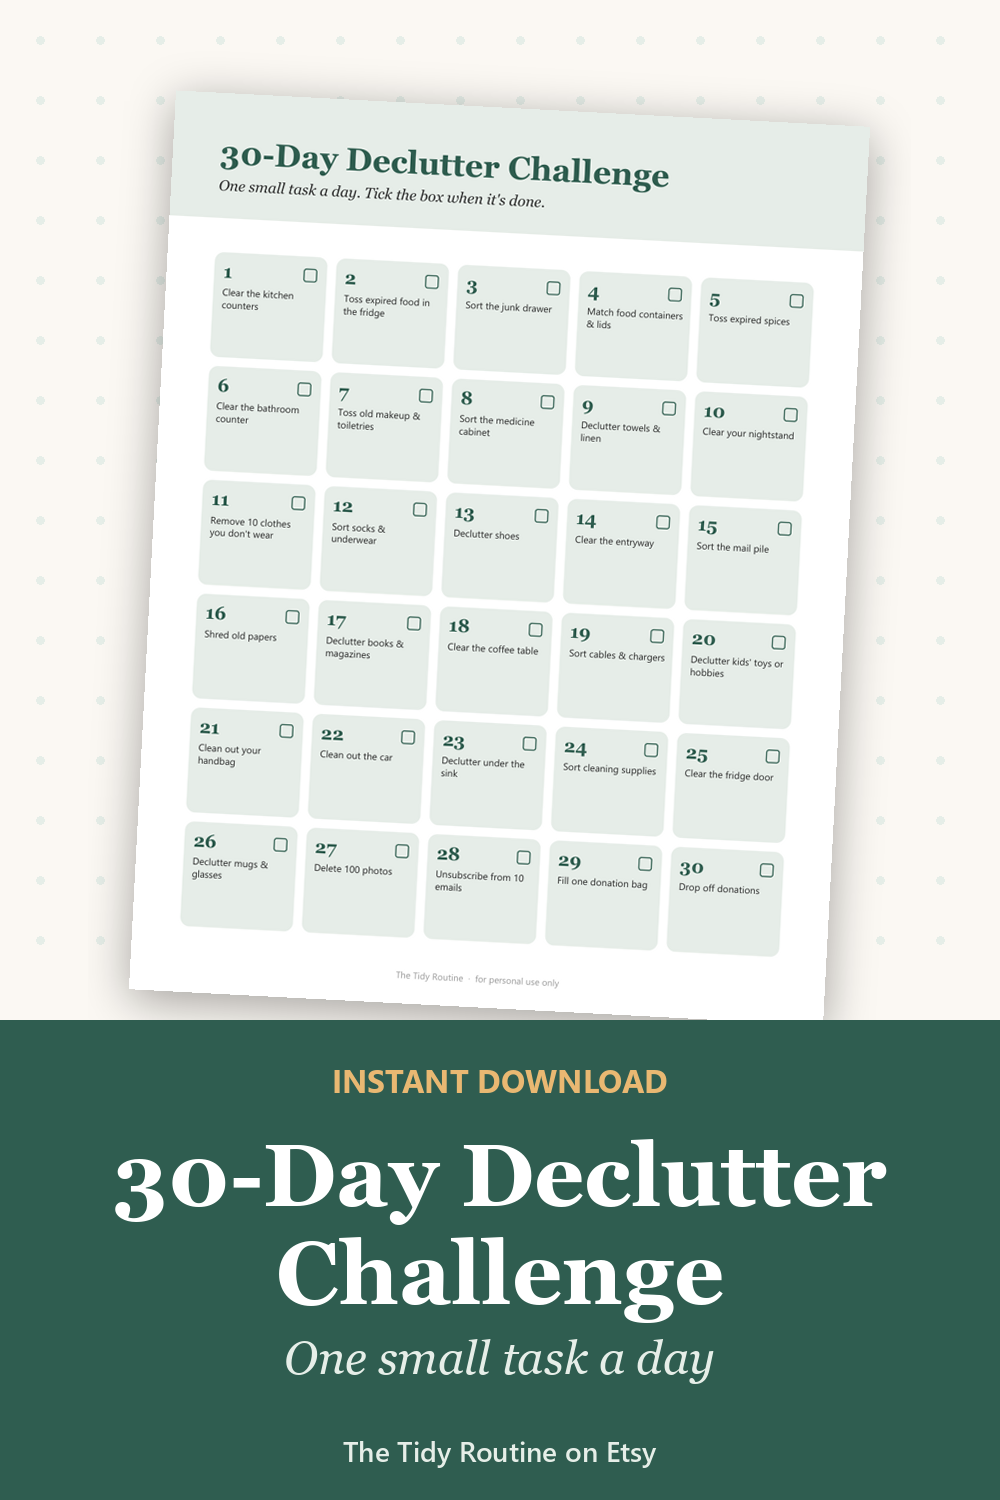 30-Day Declutter Challenge
One small task a day. Tick the box when it's done.
1
Clear the kitchen
counters
2
Toss expired food in
the fridge
3
Sort the junk drawer
4
Match food containers
& lids
5
Toss expired spices
6
Clear the bathroom
counter
7
Toss old makeup &
toiletries
8
Sort the medicine
cabinet
9
Declutter towels &
linen
10
Clear your nightstand
11
Remove 10 clothes
you don't wear
12
Sort socks &
underwear
13
Declutter shoes
14
Clear the entryway
15
Sort the mail pile
16
Shred old papers
17
Declutter books &
magazines
18
Clear the coffee table
19
Sort cables & chargers
20
Declutter kids' toys or
hobbies
21
Clean out your
handbag
22
Clean out the car
23
Declutter under the
sink
24
Sort cleaning supplies
25
Clear the fridge door
26
Declutter mugs &
glasses
27
Delete 100 photos
28
Unsubscribe from 10
emails
29
Fill one donation bag
30
Drop off donations
The Tidy Routine · for personal use only
INSTANT DOWNLOAD
30-Day Declutter
Challenge
One small task a day
The Tidy Routine on Etsy